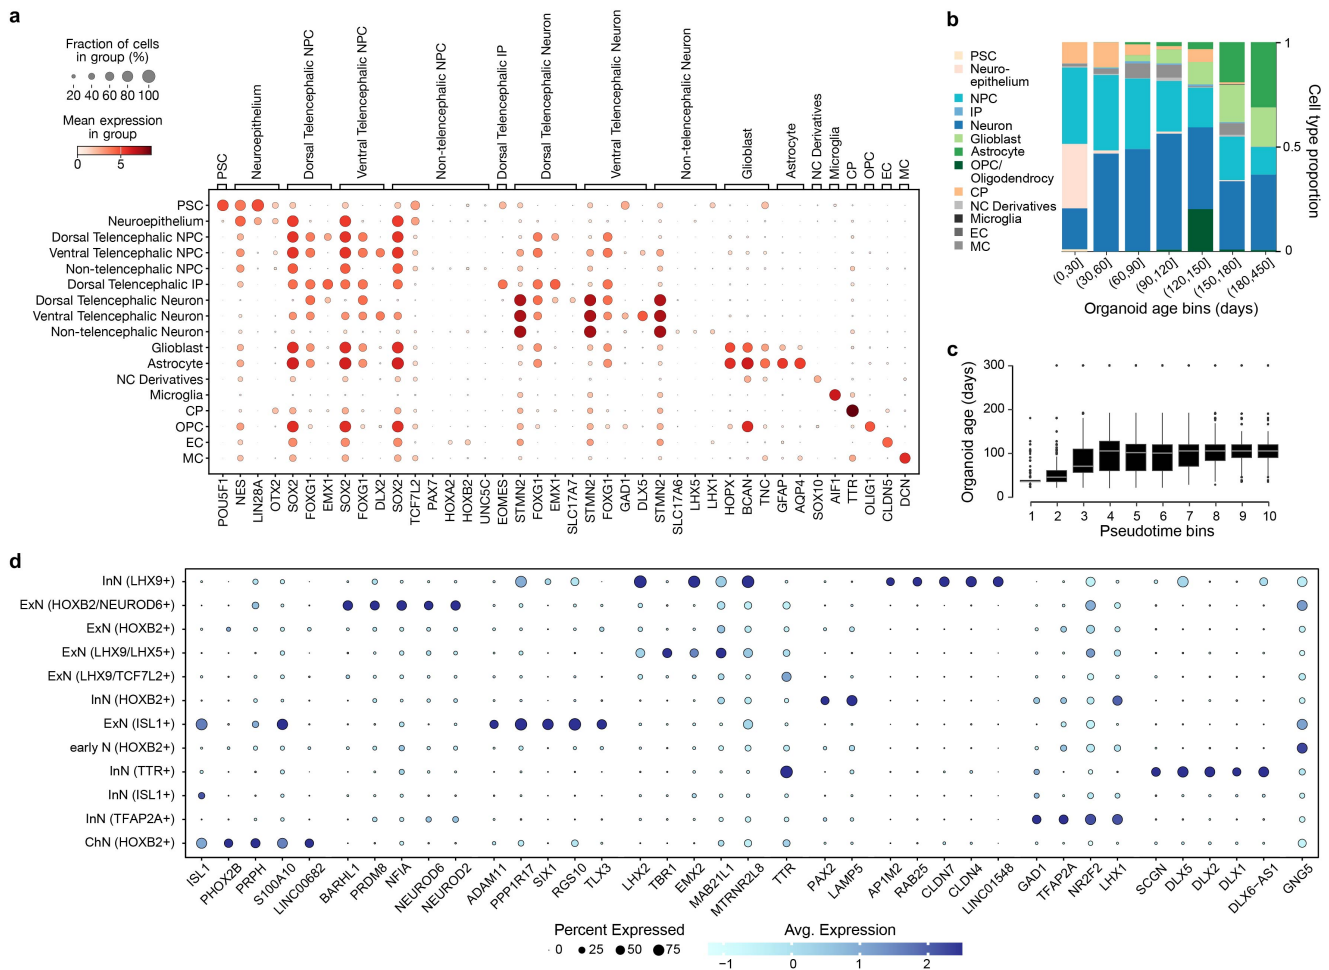 a
Fraction of cells
in group (%)
20 40 60 80 100
Mean expression
in group
0 5
PSC
Neuroepithelium
Dorsal Telencephalic NPC
Ventral Telencephalic NPC
Non-telencephalic NPC
Dorsal Telencephalic IP
Dorsal Telencephalic Neuron
Ventral Telencephalic Neuron
Non-telencephalic Neuron
Glioblast
Astrocyte
NC Derivatives
Microglia
CP
OPC
EC
MC
PSC
Neuroepithelium
Dorsal Telencephalic NPC
Ventral Telencephalic NPC
Non-telencephalic NPC
Dorsal Telencephalic IP
Dorsal Telencephalic Neuron
Ventral Telencephalic Neuron
Non-telencephalic Neuron
Glioblast
Astrocyte
NC Derivatives
Microglia
CP
OPC
EC
MC
POU5F1
NES
LIN28A
OTX2
SOX2
FOXG1
EMX1
SOX2
FOXG1
DLX2
SOX2
TCF7L2
PAX7
HOXA2
HOXB2
UNC5C
EOMES
STMN2
FOXG1
EMX1
SLC17A7
STMN2
FOXG1
GAD1
DLX5
STMN2
SLC17A6
LHX5
LHX1
HOPX
BCAN
TNC
GFAP
AQP4
SOX10
AIF1
TTR
OLIG1
CLDN5
DCN
b
PSC
Neuro-
epithelium
NPC
IP
Neuron
Glioblast
Astrocyte
OPC/
Oligodendrocy
CP
NC Derivatives
Microglia
EC
MC
1
0.5
0
Cell type proportion
(0,30]
(30,60]
(60,90]
(90,120]
(120,150]
(150,180]
(180,450]
Organoid age bins (days)
c
Organoid age (days)
300
200
100
0
1 2 3 4 5 6 7 8 9 10
Pseudotime bins
d
InN (LHX9+)
ExN (HOXB2/NEUROD6+)
ExN (HOXB2+)
ExN (LHX9/LHX5+)
ExN (LHX9/TCF7L2+)
InN (HOXB2+)
ExN (ISL1+)
early N (HOXB2+)
InN (TTR+)
InN (ISL1+)
InN (TFAP2A+)
ChN (HOXB2+)
ISL1
PHOX2B
PRPH
S100A10
LINC00682
BARHL1
PRDM8
NFIA
NEUROD6
NEUROD2
ADAM11
PPP1R17
SIX1
RGS10
TLX3
LHX2
TBR1
EMX2
MAB21L1
MTRNR2L8
TTR
PAX2
LAMP5
AP1M2
RAB25
CLDN7
CLDN4
LINC01548
GAD1
TFAP2A
NR2F2
LHX1
SCGN
DLX5
DLX2
DLX1
DLX6-AS1
GNG5
Percent Expressed
0 25 50 75
Avg. Expression
−1 0 1 2